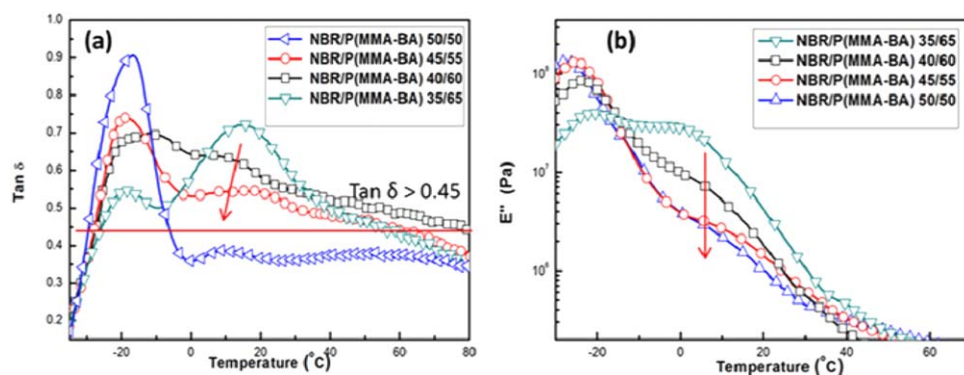 (a)
NBR/P(MMA-BA) 50/50
NBR/P(MMA-BA) 45/55
NBR/P(MMA-BA) 40/60
NBR/P(MMA-BA) 35/65
Tan δ > 0.45
Tan δ
1.0
0.9
0.8
0.7
0.6
0.5
0.4
0.3
0.2
-20 0 20 40 60 80
Temperature (°C)
(b)
NBR/P(MMA-BA) 35/65
NBR/P(MMA-BA) 40/60
NBR/P(MMA-BA) 45/55
NBR/P(MMA-BA) 50/50
E'' (Pa)
10⁸
10⁷
10⁶
-20 0 20 40 60
Temperature (°C)